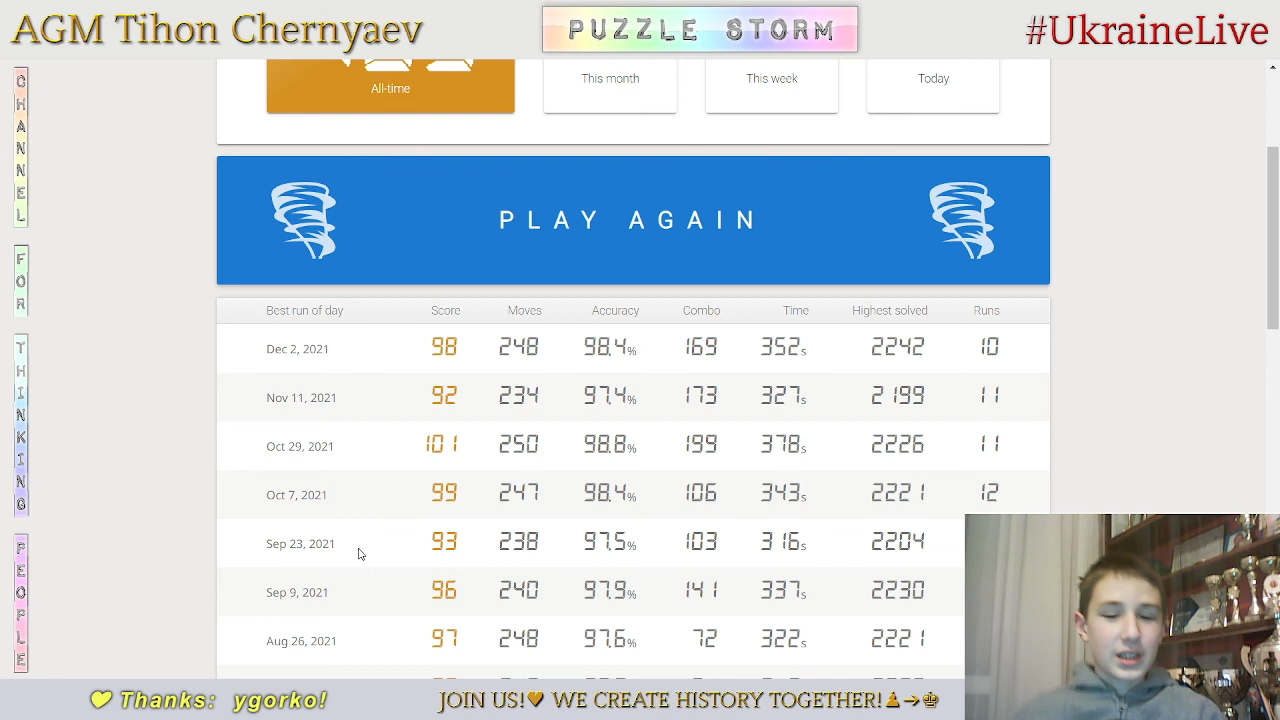 AGM Tihon Chernyaev
PUZZLE STORM
#UkraineLive
CHANNEL
FOR
THINKING
PEOPLE
All-time
This month
This week
Today
PLAY AGAIN
Best run of day Score Moves Accuracy Combo Time Highest solved Runs
Dec 2, 2021 98 248 98.4% 169 352s 2242 10
Nov 11, 2021 92 234 97.4% 173 327s 2199 11
Oct 29, 2021 101 250 98.8% 199 378s 2226 11
Oct 7, 2021 99 247 98.4% 106 343s 2221 12
Sep 23, 2021 93 238 97.5% 103 316s 2204
Sep 9, 2021 96 240 97.9% 141 337s 2230
Aug 26, 2021 97 248 97.6% 72 322s 2221
Thanks: ygorko!
JOIN US! WE CREATE HISTORY TOGETHER!